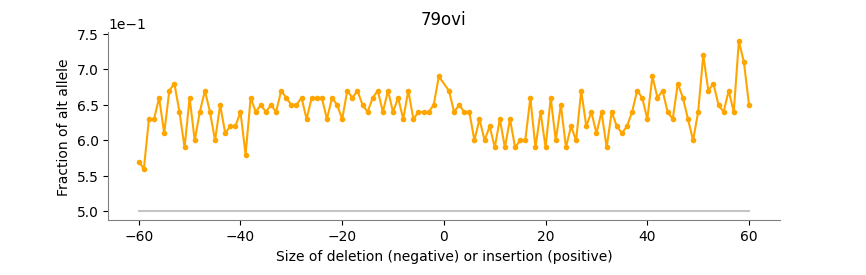 79ovi
1e−1
7.5
7.0
6.5
6.0
5.5
5.0
Fraction of alt allele
−60 −40 −20 0 20 40 60
Size of deletion (negative) or insertion (positive)